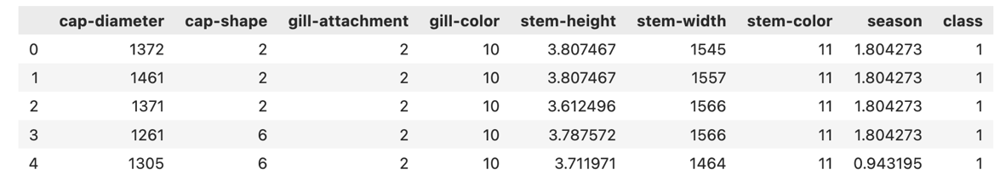 cap-diameter cap-shape gill-attachment gill-color stem-height stem-width stem-color season class
0 1372 2 2 10 3.807467 1545 11 1.804273 1
1 1461 2 2 10 3.807467 1557 11 1.804273 1
2 1371 2 2 10 3.612496 1566 11 1.804273 1
3 1261 6 2 10 3.787572 1566 11 1.804273 1
4 1305 6 2 10 3.711971 1464 11 0.943195 1